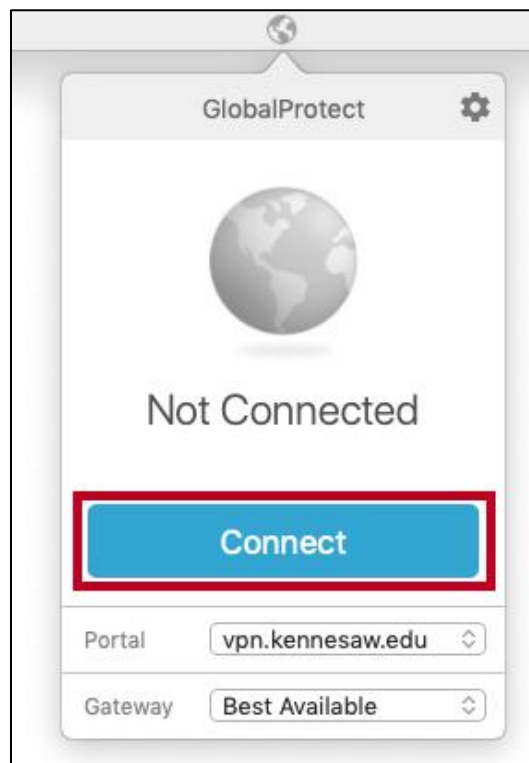 GlobalProtect
Not Connected
Connect
Portal vpn.kennesaw.edu
Gateway Best Available